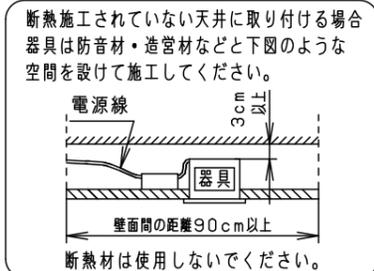 断熱施工されていない天井に取り付ける場合
器具は防音材・造営材などと下図のような
空間を設けて施工してください。
電源線
3cm
以上
器具
壁面間の距離90cm以上
断熱材は使用しないでください。